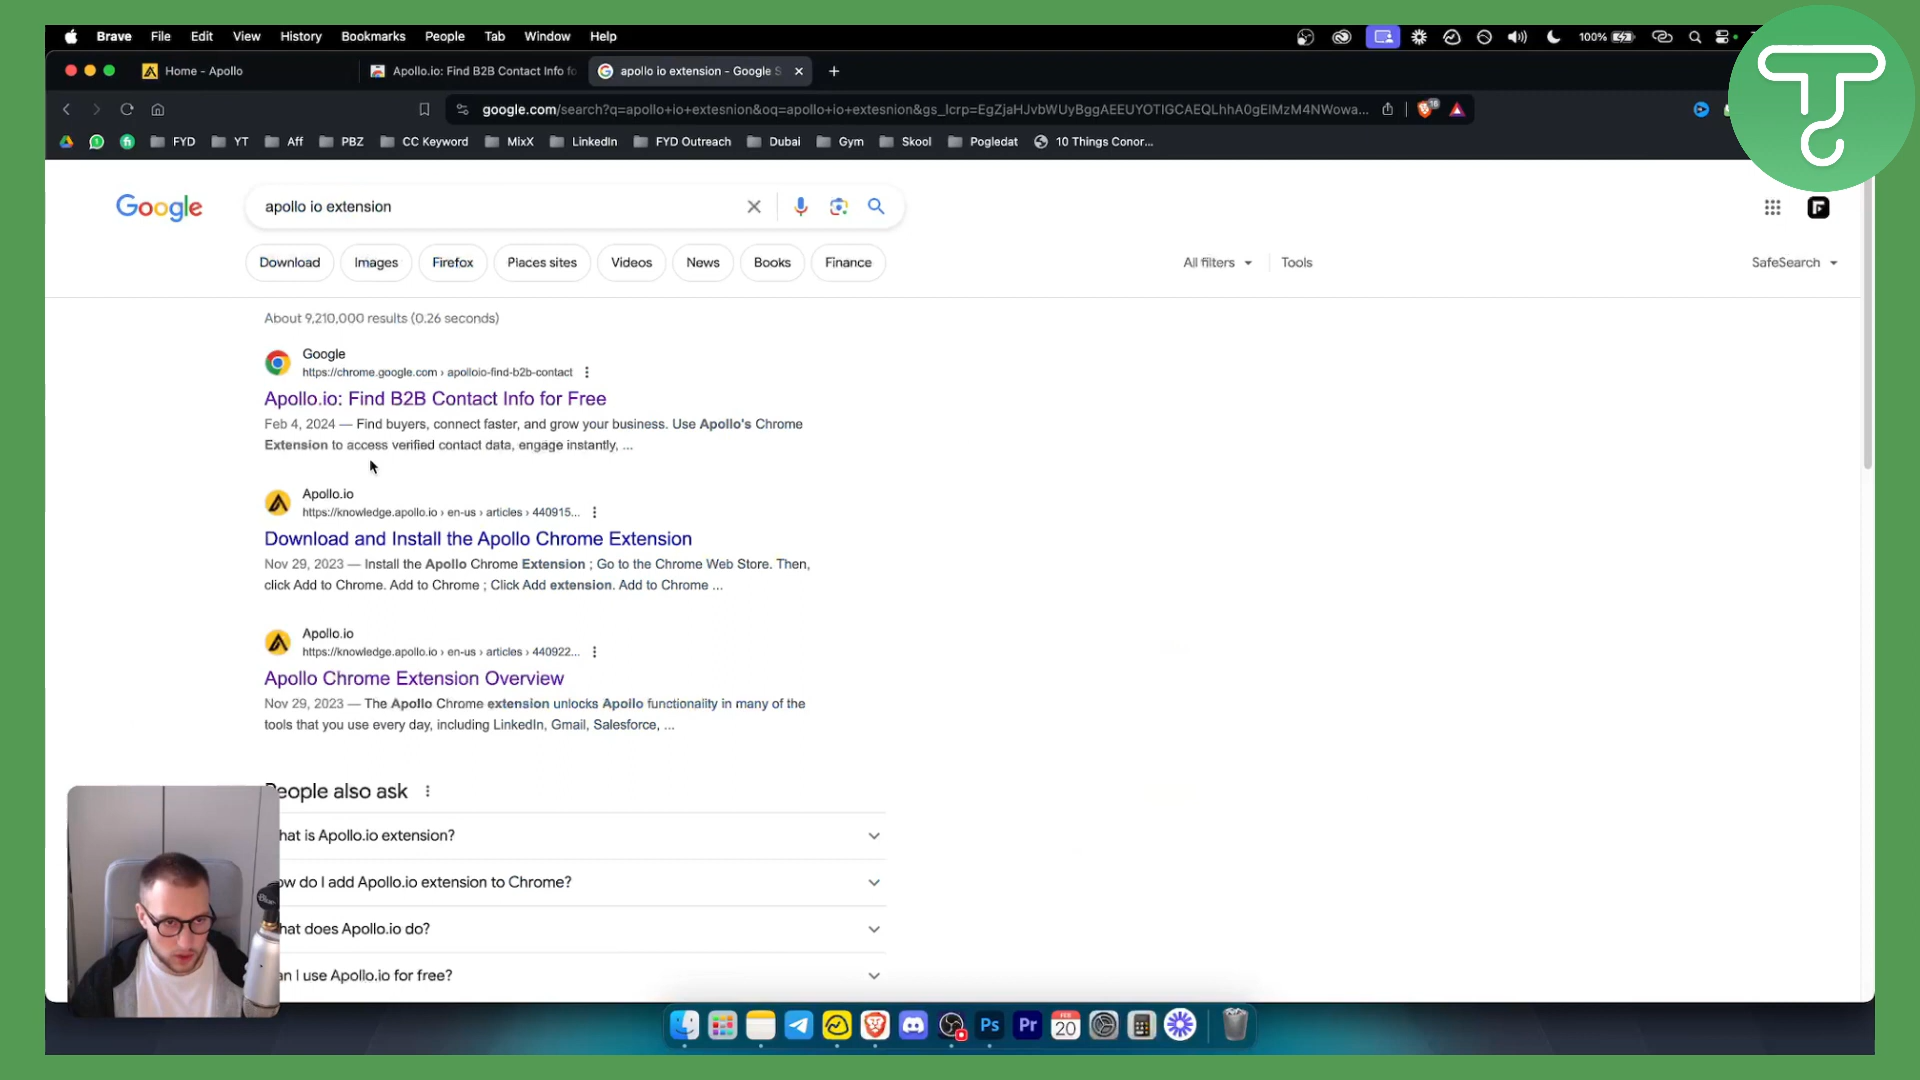 Brave File Edit View History Bookmarks People Tab Window Help 100%
Home - Apollo Apollo.io: Find B2B Contact Info fo apollo io extension - Google S
google.com/search?q=apollo+io+extesnion&oq=apollo+io+extesnion&gs_lcrp=EgZjaHJvbWUyBggAEEUYOTIGCAEQLhhA0gEIMzM4NWowa... 16
FYD YT Aff PBZ CC Keyword MixX LinkedIn FYD Outreach Dubai Gym Skool Pogledat 10 Things Conor...
Google apollo io extension
Download Images Firefox Places sites Videos News Books Finance All filters Tools SafeSearch
About 9,210,000 results (0.26 seconds)
Google
https://chrome.google.com › apolloio-find-b2b-contact
Apollo.io: Find B2B Contact Info for Free
Feb 4, 2024 — Find buyers, connect faster, and grow your business. Use Apollo's Chrome
Extension to access verified contact data, engage instantly, ...
Apollo.io
https://knowledge.apollo.io › en-us › articles › 440915...
Download and Install the Apollo Chrome Extension
Nov 29, 2023 — Install the Apollo Chrome Extension ; Go to the Chrome Web Store. Then,
click Add to Chrome. Add to Chrome ; Click Add extension. Add to Chrome ...
Apollo.io
https://knowledge.apollo.io › en-us › articles › 440922...
Apollo Chrome Extension Overview
Nov 29, 2023 — The Apollo Chrome extension unlocks Apollo functionality in many of the
tools that you use every day, including LinkedIn, Gmail, Salesforce, ...
People also ask
hat is Apollo.io extension?
ow do I add Apollo.io extension to Chrome?
hat does Apollo.io do?
an I use Apollo.io for free?
Ps Pr FEB 20